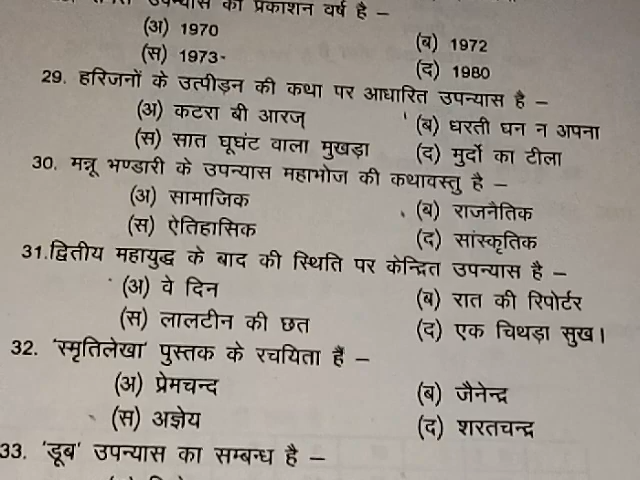 उपन्यास का प्रकाशन वर्ष है –
(अ) 1970 (ब) 1972
(स) 1973 (द) 1980
29. हरिजनों के उत्पीड़न की कथा पर आधारित उपन्यास है –
(अ) कटरा बी आरज् (ब) धरती धन न अपना
(स) सात घूघंट वाला मुखड़ा (द) मुर्दो का टीला
30. मन्नू भण्डारी के उपन्यास महाभोज की कथावस्तु है –
(अ) सामाजिक (ब) राजनैतिक
(स) ऐतिहासिक (द) सांस्कृतिक
31.द्वितीय महायुद्ध के बाद की स्थिति पर केन्द्रित उपन्यास है –
(अ) वे दिन (ब) रात की रिपोर्टर
(स) लालटीन की छत (द) एक चिथड़ा सुख।
32. 'स्मृतिलेखा' पुस्तक के रचयिता हैं –
(अ) प्रेमचन्द (ब) जैनेन्द्र
(स) अज्ञेय (द) शरतचन्द्र
33. 'डूब' उपन्यास का सम्बन्ध है –